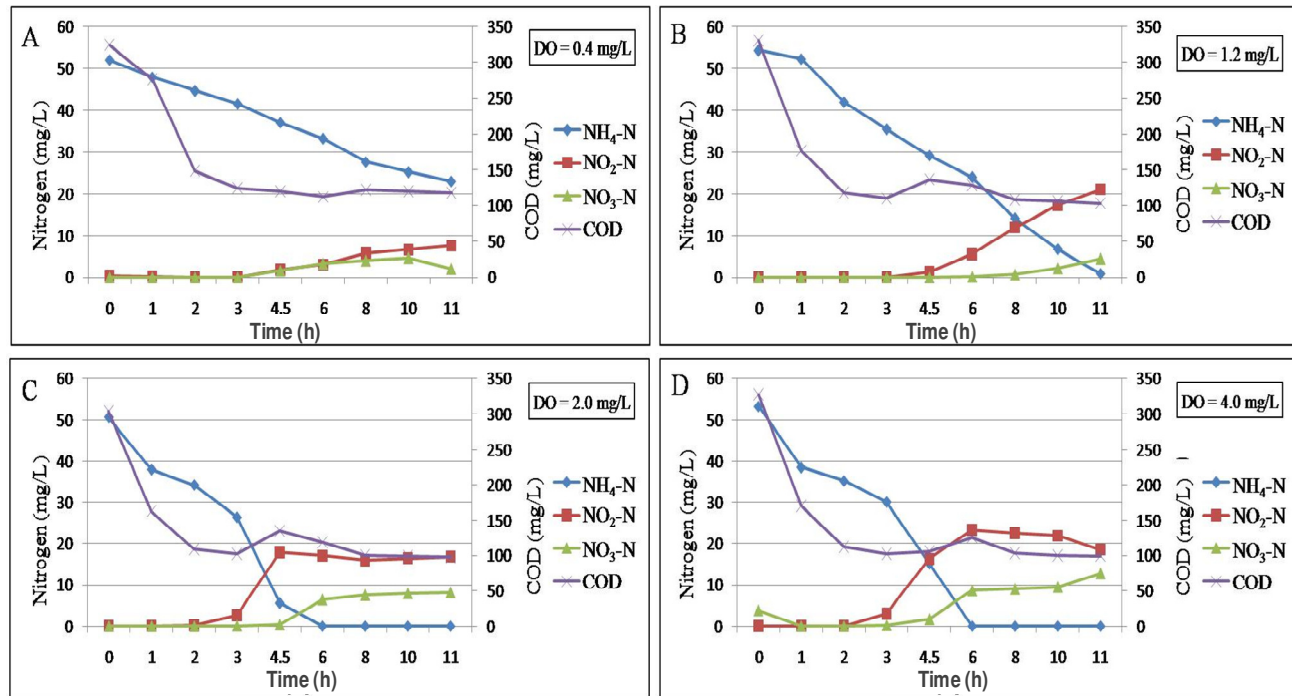 A
DO = 0.4 mg/L
Nitrogen (mg/L)
60
50
40
30
20
10
0
350
300
250
200
150
100
50
0
COD (mg/L)
NH₄-N
NO₂-N
NO₃-N
COD
0 1 2 3 4.5 6 8 10 11
Time (h)
B
DO = 1.2 mg/L
Nitrogen (mg/L)
60
50
40
30
20
10
0
350
300
250
200
150
100
50
0
COD (mg/L)
NH₄-N
NO₂-N
NO₃-N
COD
0 1 2 3 4.5 6 8 10 11
Time (h)
C
DO = 2.0 mg/L
Nitrogen (mg/L)
60
50
40
30
20
10
0
350
300
250
200
150
100
50
0
COD (mg/L)
NH₄-N
NO₂-N
NO₃-N
COD
0 1 2 3 4.5 6 8 10 11
Time (h)
D
DO = 4.0 mg/L
Nitrogen (mg/L)
60
50
40
30
20
10
0
350
300
250
200
150
100
50
0
COD (mg/L)
NH₄-N
NO₂-N
NO₃-N
COD
0 1 2 3 4.5 6 8 10 11
Time (h)